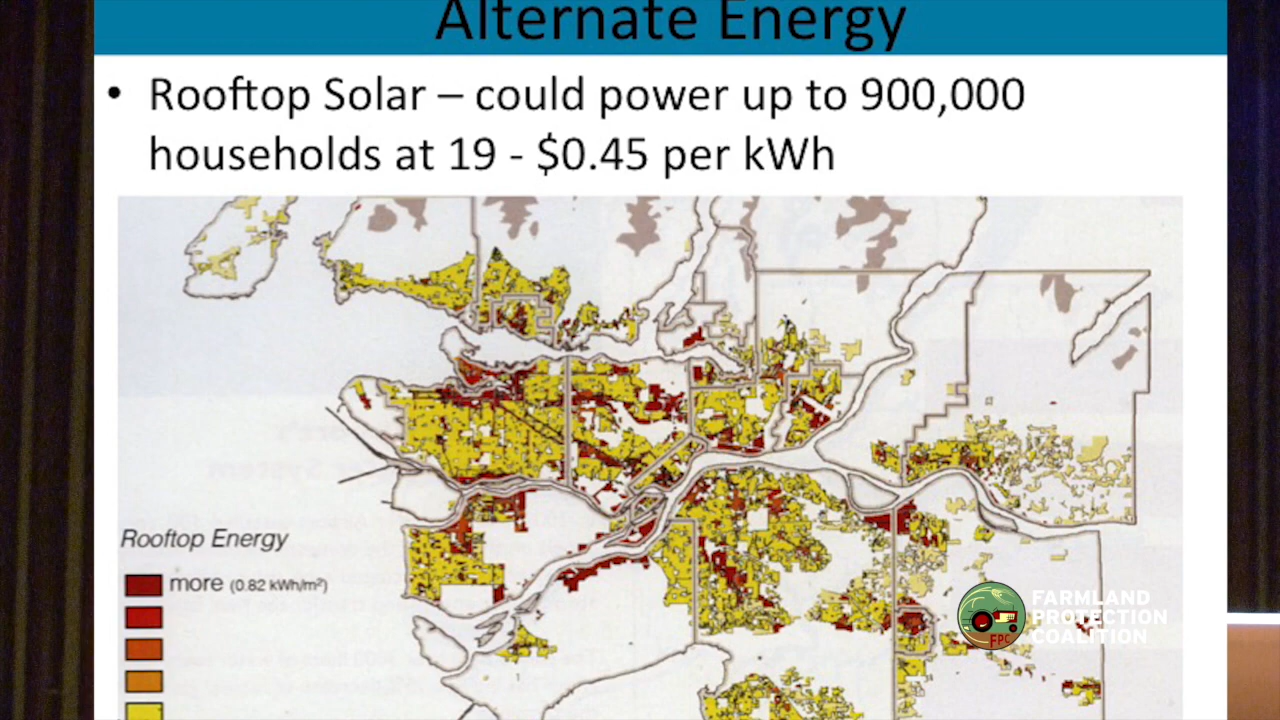 Alternate Energy
• Rooftop Solar – could power up to 900,000
households at 19 - $0.45 per kWh
Rooftop Energy
more (0.82 kWh/m²)
FARMLAND
PROTECTION
COALITION
FPC